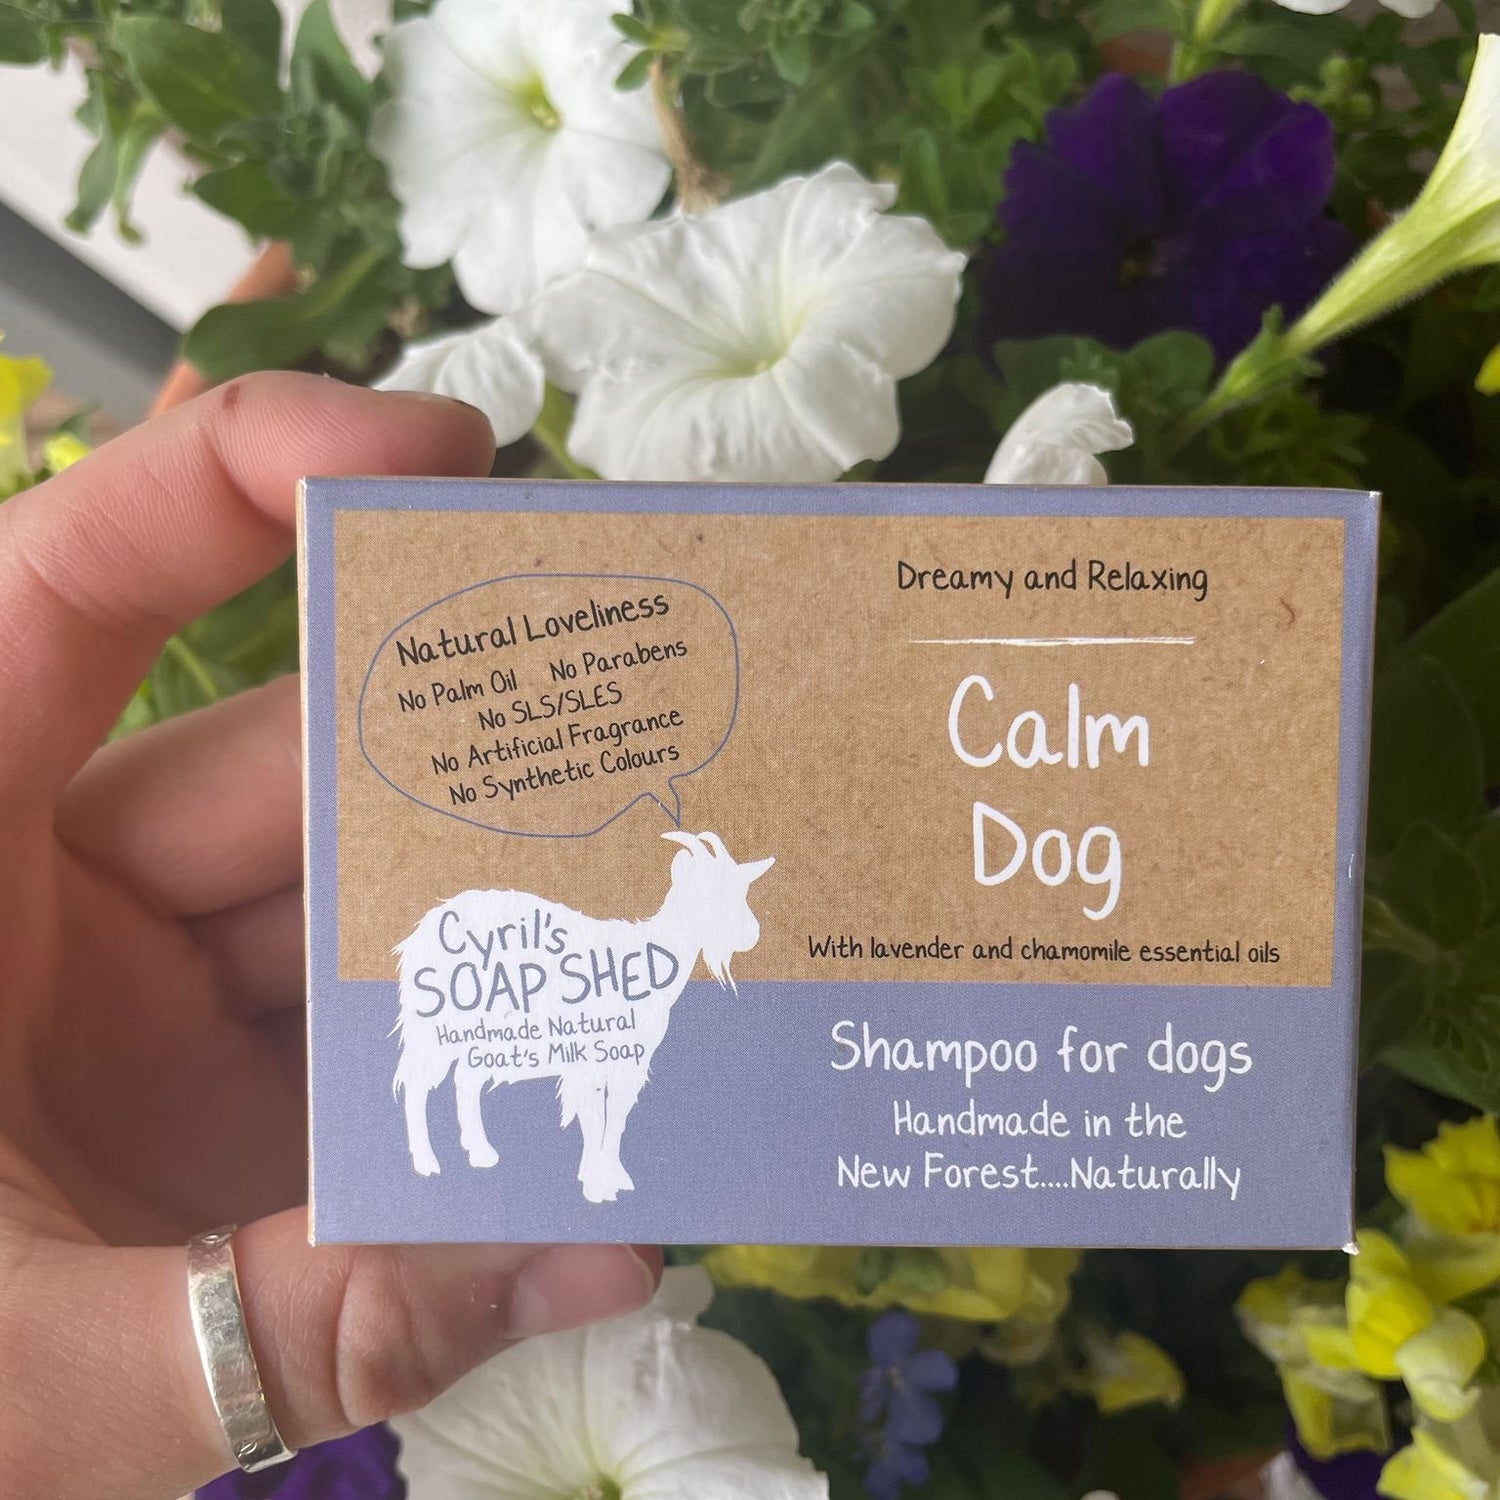 Natural Loveliness
No Palm Oil No Parabens
No SLS/SLES
No Artificial Fragrance
No Synthetic Colours
Cyril's
SOAP SHED
Handmade Natural
Goat's Milk Soap
Dreamy and Relaxing
Calm
Dog
With lavender and chamomile essential oils
Shampoo for dogs
Handmade in the
New Forest....Naturally